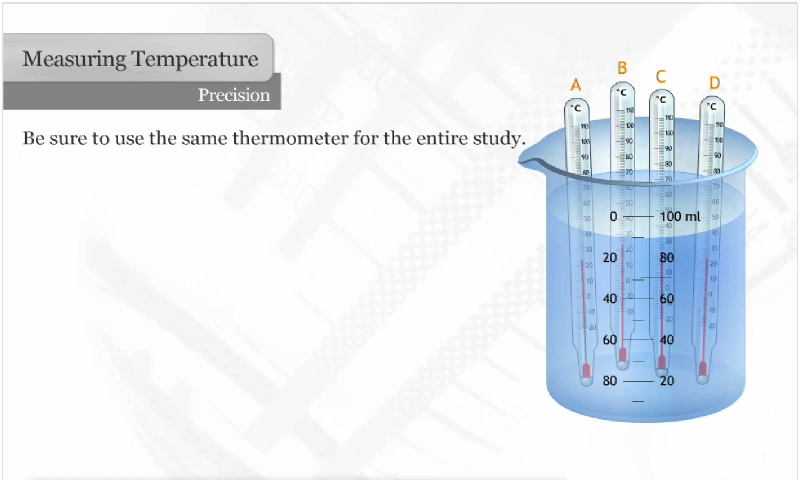 Measuring Temperature
Precision
Be sure to use the same thermometer for the entire study.
A B C D
°C °C °C °C
0 100 ml
20 80
40 60
60 40
80 20